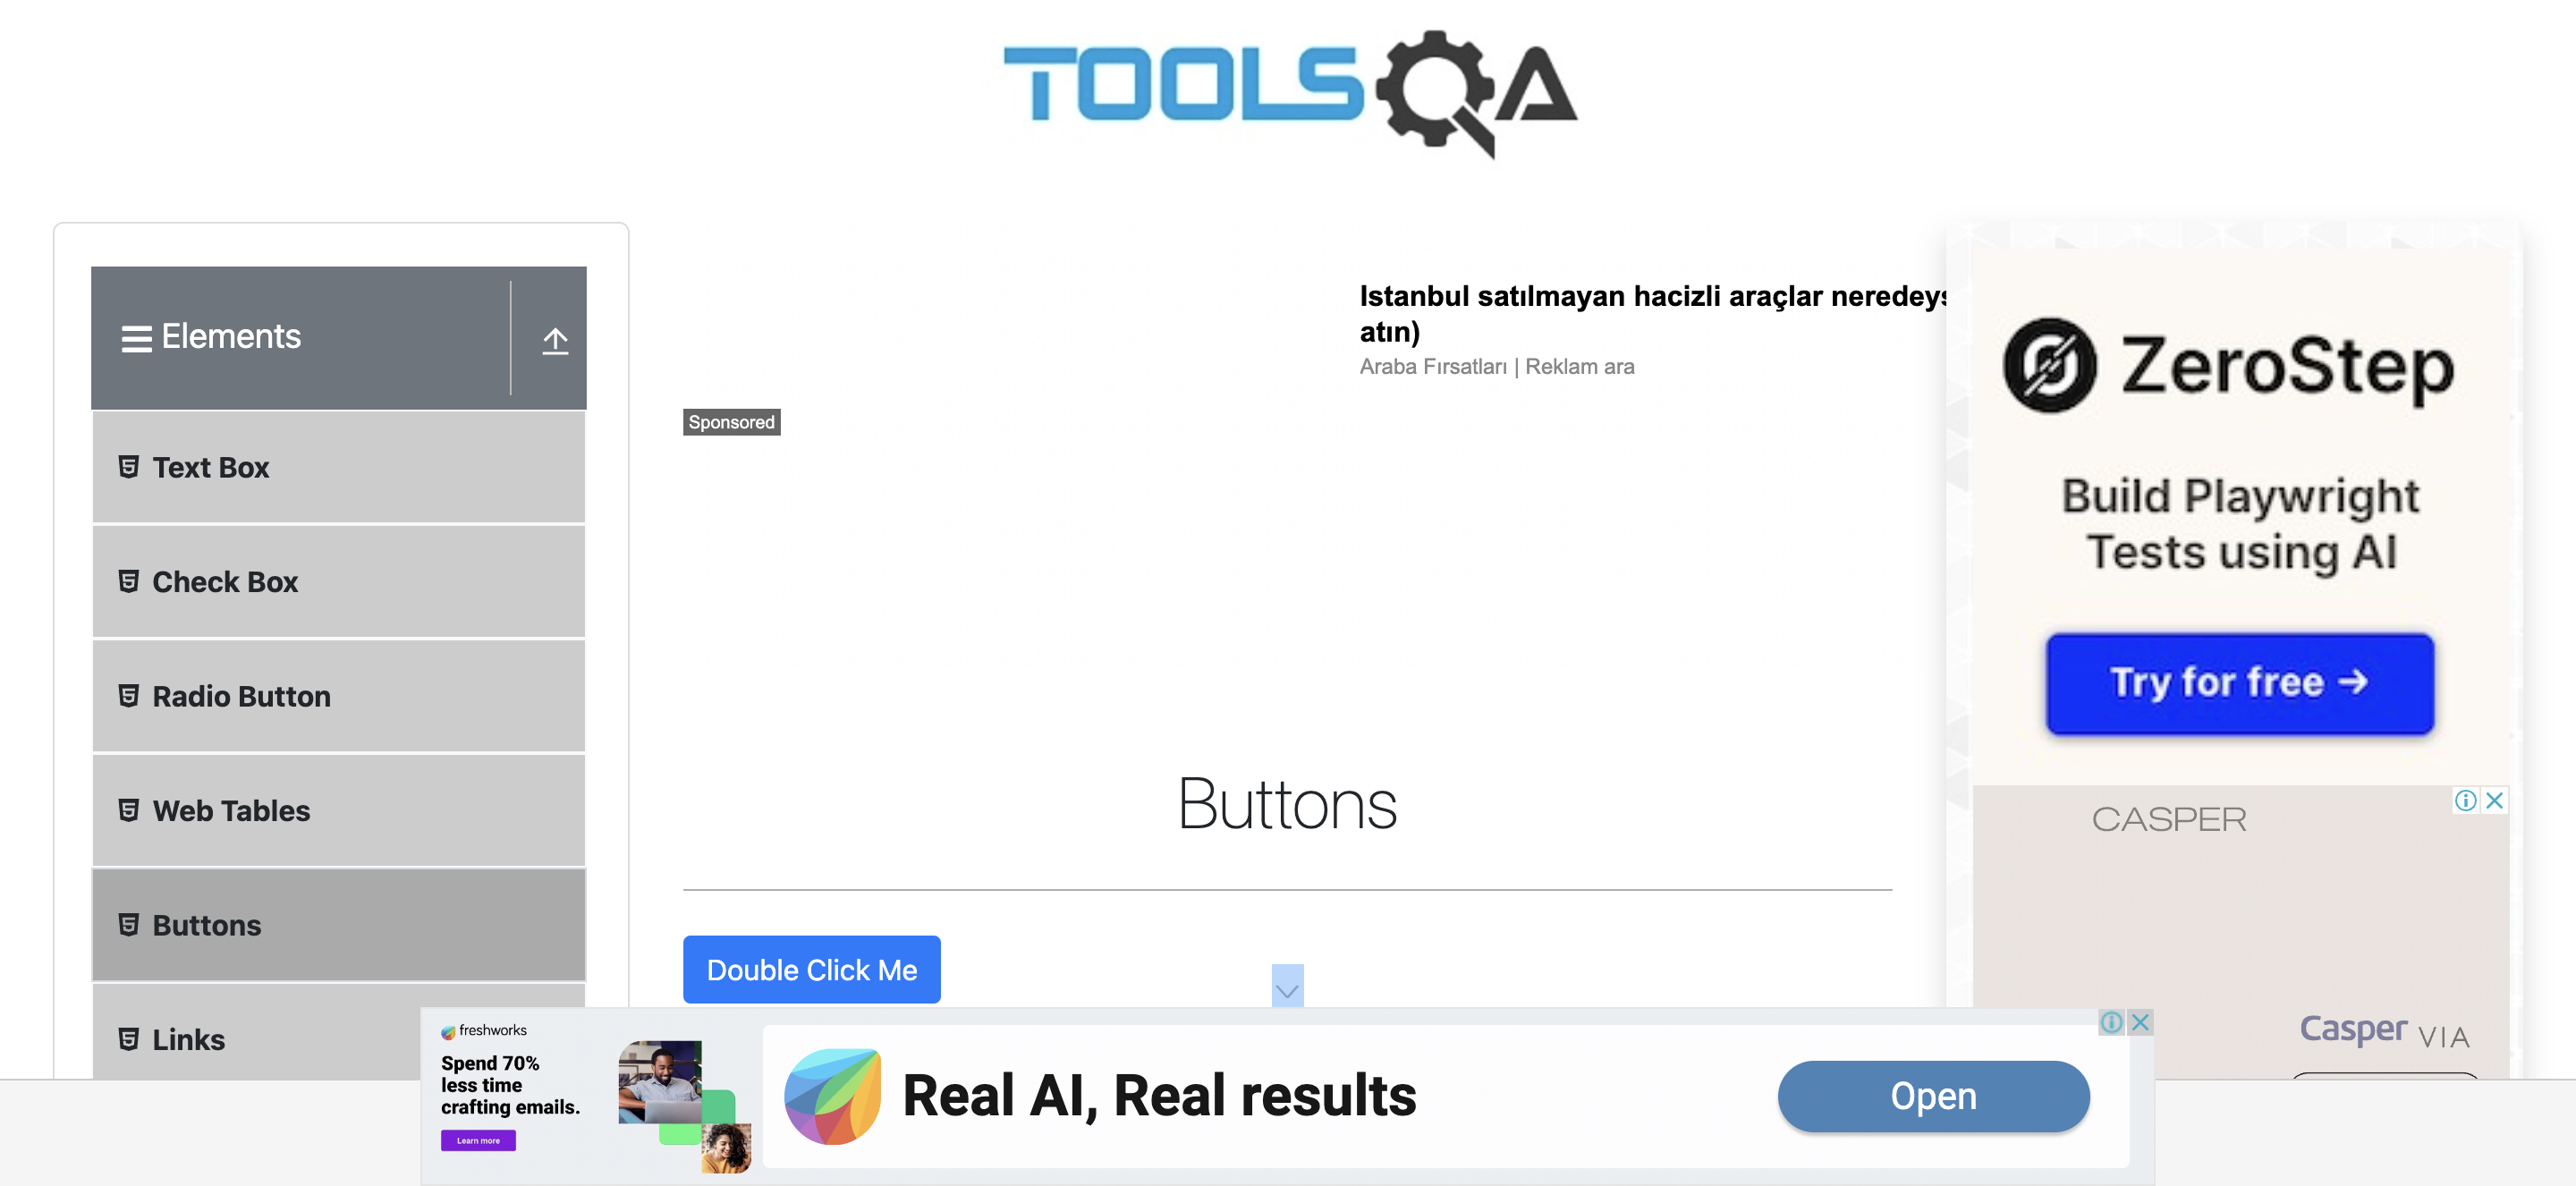 TOOLSQA
Elements
Text Box
Check Box
Radio Button
Web Tables
Buttons
Links
Istanbul satılmayan hacizli araçlar
atın)
Araba Fırsatları | Reklam ara
Sponsored
Buttons
Double Click Me
ZeroStep
Build Playwright
Tests using AI
Try for free →
CASPER
Casper VIA
freshworks
Spend 70%
less time
crafting emails.
Learn more
Real AI, Real results
Open